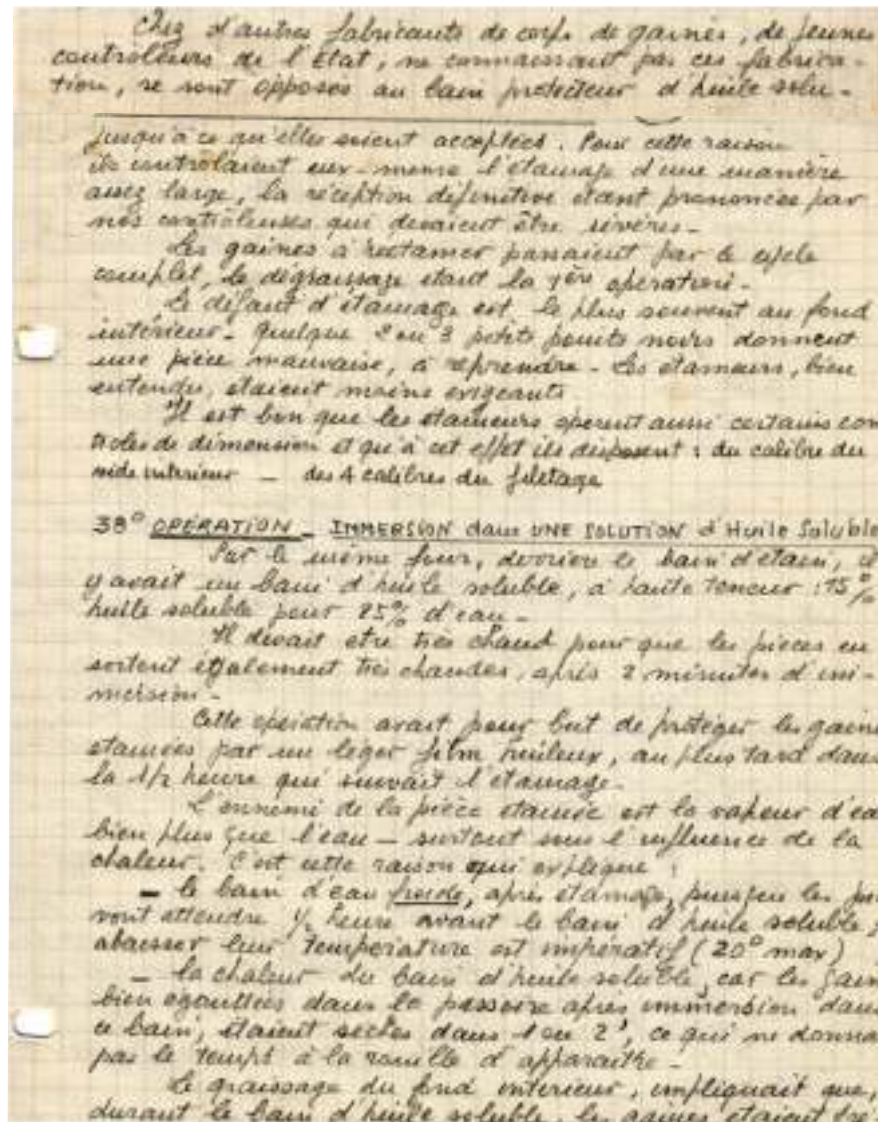 Chez d'autres fabricants de corps de gaines, de jeunes
controleurs de l'Etat, ne connaissant pas ces fabrica-
tion, se sont opposés au bain protecteur d'huile solu-
jusqu'à ce qu'elles soient acceptées. Pour cette raison
ils contrôlaient eux-meme l'étamage d'une manière
assez large, la réception définitive étant prononcée par
nos contrôleuses qui devaient être sévères-
Les gaines à rectamer passaient par le cycle
complet, le dégraissage étant la 1ère opération-
Le défaut d'étamage est, le plus souvent au fond
intérieur- quelque 2 ou 3 petits points noirs donnent
une pièce mauvaise, à reprendre- Les étameurs, bien
entendu, étaient moins exigeants
Il est bon que les étameurs opèrent aussi certains con
troles de dimension et qu'à cet effet ils disposent : du calibre du
vide intérieur _ des 4 calibres du filetage
38° OPÉRATION _ IMMERSION dans UNE SOLUTION d'Huile Soluble
Sur le même four, derrière le bain d'étain, il
y avait un bain d'huile soluble, à haute teneur : 15%
huile soluble pour 85% d'eau-
Il devait etre très chaud pour que les pièces en
sortent également très chaudes, après 2 minutes d'im-
mersion-
Cette opération avait pour but de protéger les gaine
étamées par un léger film huileux, au plus tard dans
la 1/2 heure qui suivait l'étamage.
L'ennemi de la pièce étamée est la vapeur d'ea
bien plus que l'eau _ surtout sous l'influence de la
chaleur. C'est cette raison qui explique :
_ le bain d'eau froide, après étamage, puisque les
vont attendre 1/2 heure avant le bain d'huile soluble ;
abaisser leur température est impératif (20° max)
_ la chaleur du bain d'huile soluble, car les gain
bien égouttées dans la passoire après immersion dans
ce bain, étaient sèches dans 1 ou 2', ce qui ne donna
pas le temps à la rouille d'apparaitre-
Le graissage du fond intérieur, impliquait que,
durant le bain d'huile soluble, les gaines étaient